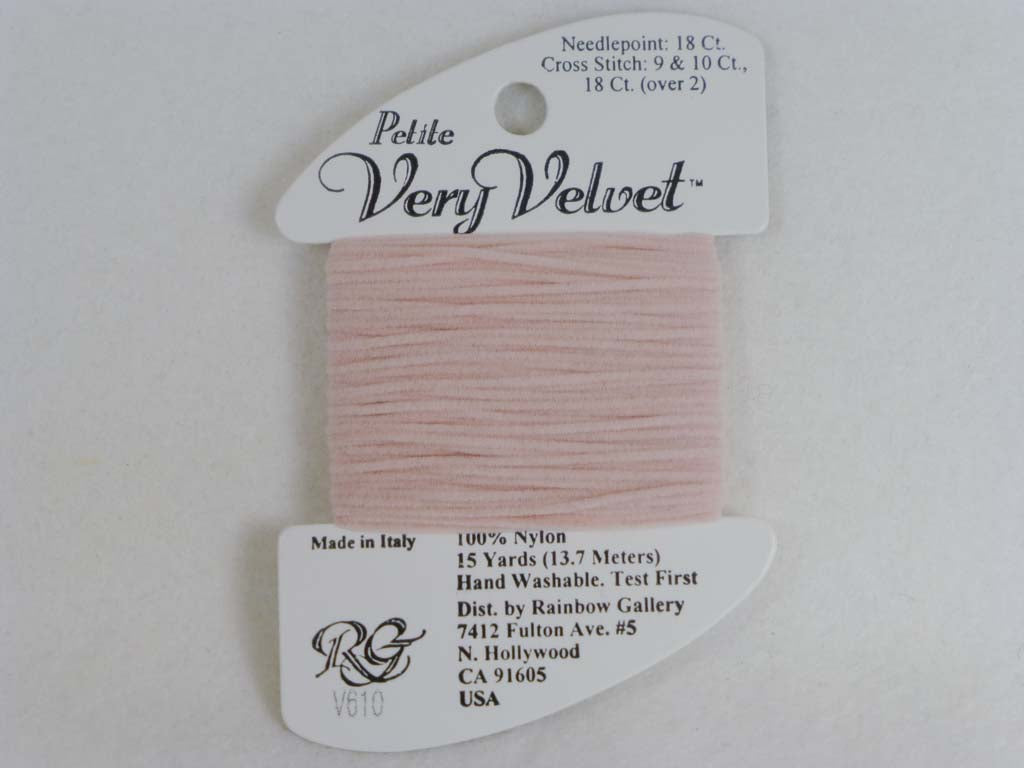 Needlepoint: 18 Ct.
Cross Stitch: 9 & 10 Ct.,
18 Ct. (over 2)
Petite
Very Velvet™
Made in Italy
100% Nylon
15 Yards (13.7 Meters)
Hand Washable. Test First
Dist. by Rainbow Gallery
7412 Fulton Ave. #5
N. Hollywood
CA 91605
USA
RG
V610